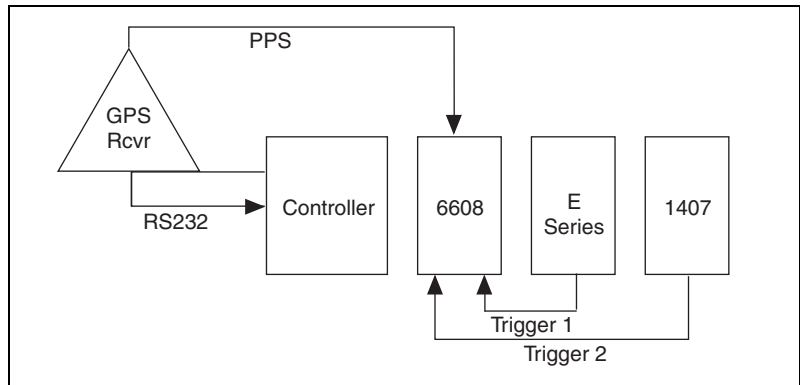 PPS
GPS
Rcvr
RS232
Controller
6608
E
Series
1407
Trigger 1
Trigger 2